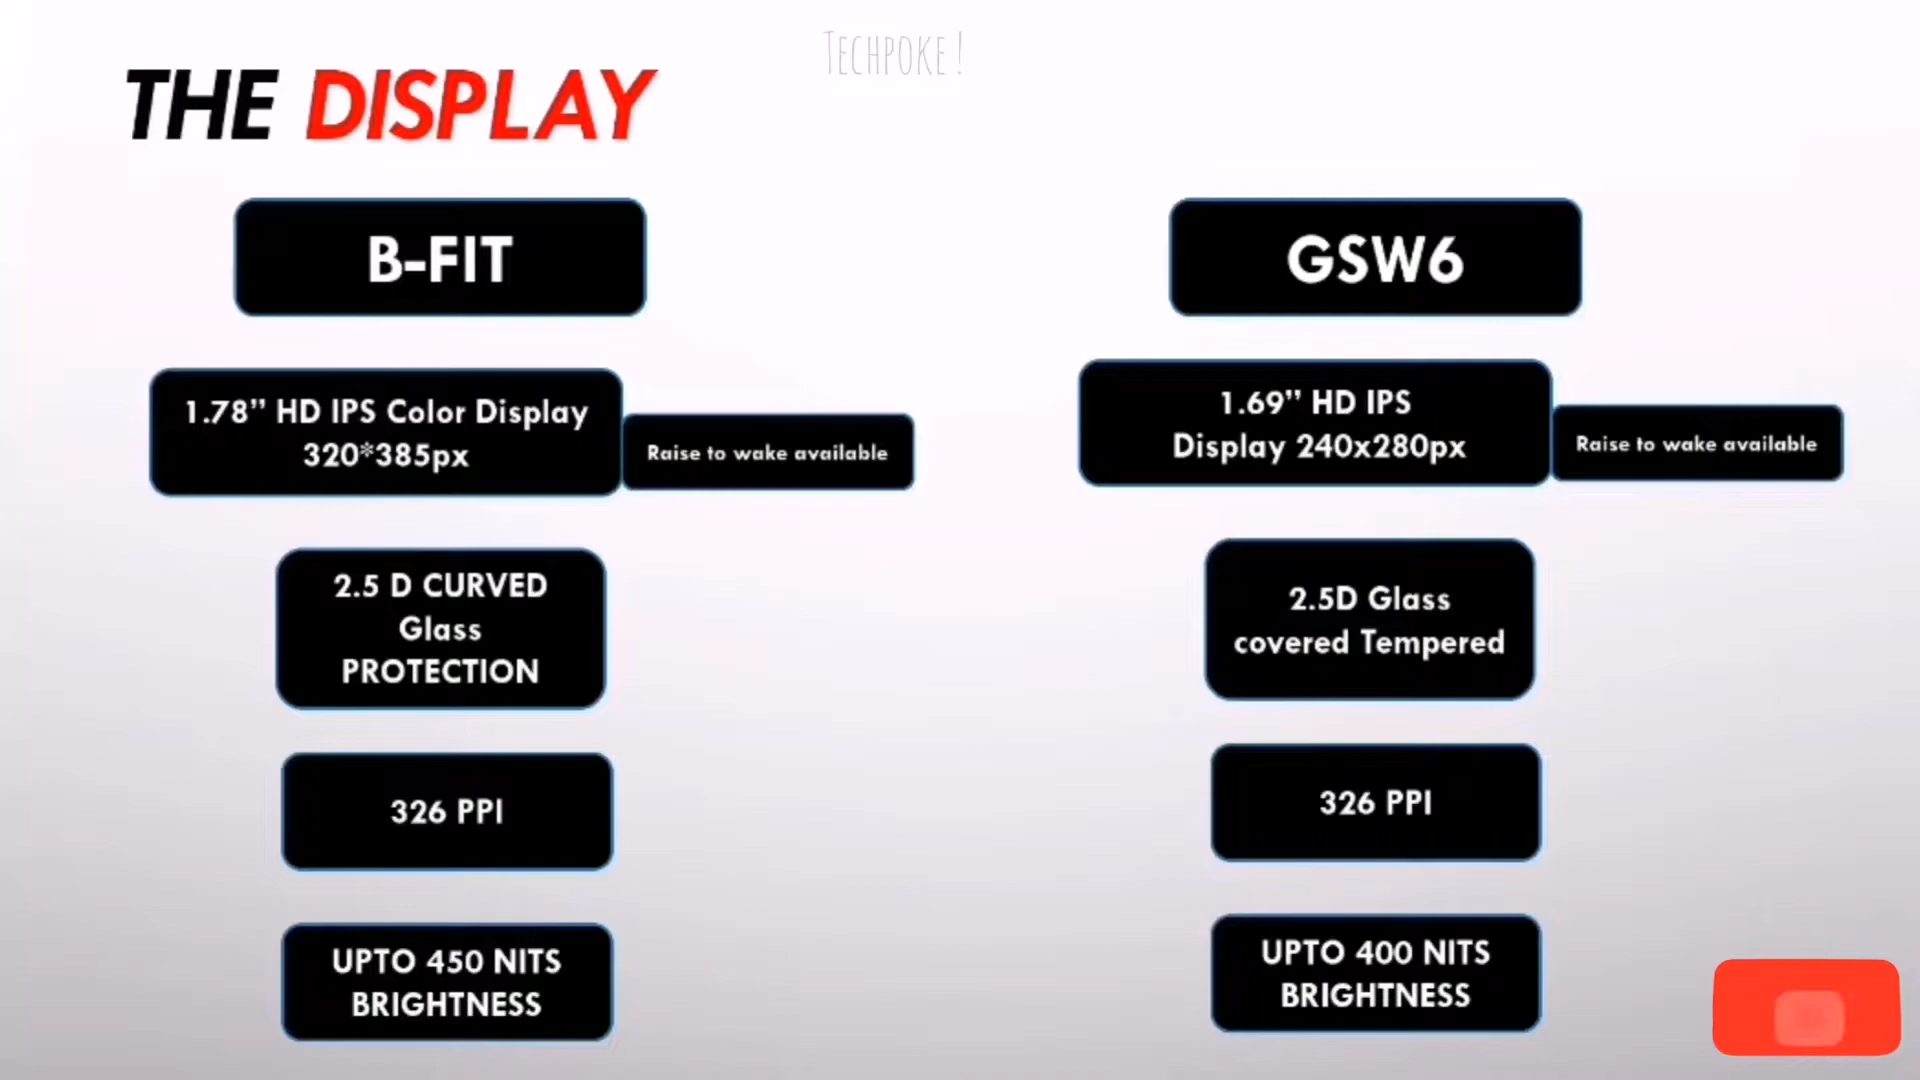 Techpoke!
THE DISPLAY
B-FIT
1.78” HD IPS Color Display
320*385px
Raise to wake available
2.5 D CURVED
Glass
PROTECTION
326 PPI
UPTO 450 NITS
BRIGHTNESS
GSW6
1.69” HD IPS
Display 240x280px
Raise to wake available
2.5D Glass
covered Tempered
326 PPI
UPTO 400 NITS
BRIGHTNESS